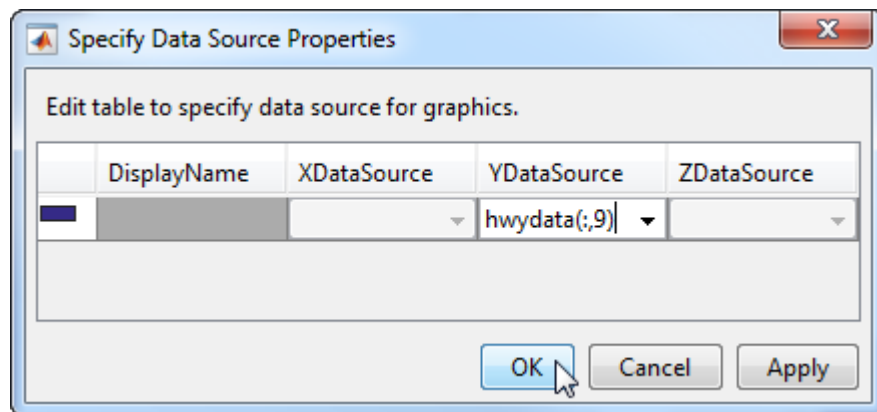 Specify Data Source Properties
Edit table to specify data source for graphics.
DisplayName XDataSource YDataSource ZDataSource
hwydata(:,9)
OK Cancel Apply